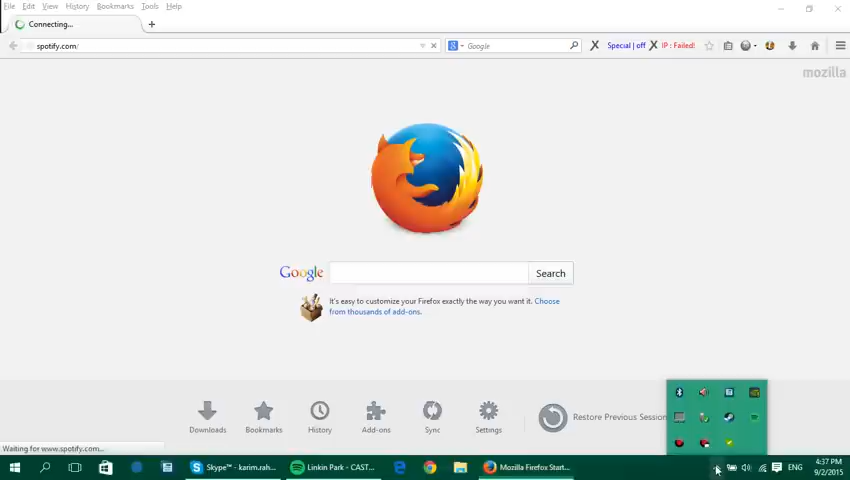 File Edit View History Bookmarks Tools Help
Connecting...
spotify.com/
Google
Special | off
IP : Failed!
mozilla
Google
Search
It's easy to customize your Firefox exactly the way you want it. Choose
from thousands of add-ons.
Downloads
Bookmarks
History
Add-ons
Sync
Settings
Restore Previous Session
Waiting for www.spotify.com...
Skype™ - karim.rah...
Linkin Park - CAST...
Mozilla Firefox Start...
ENG
4:37 PM
9/2/2015